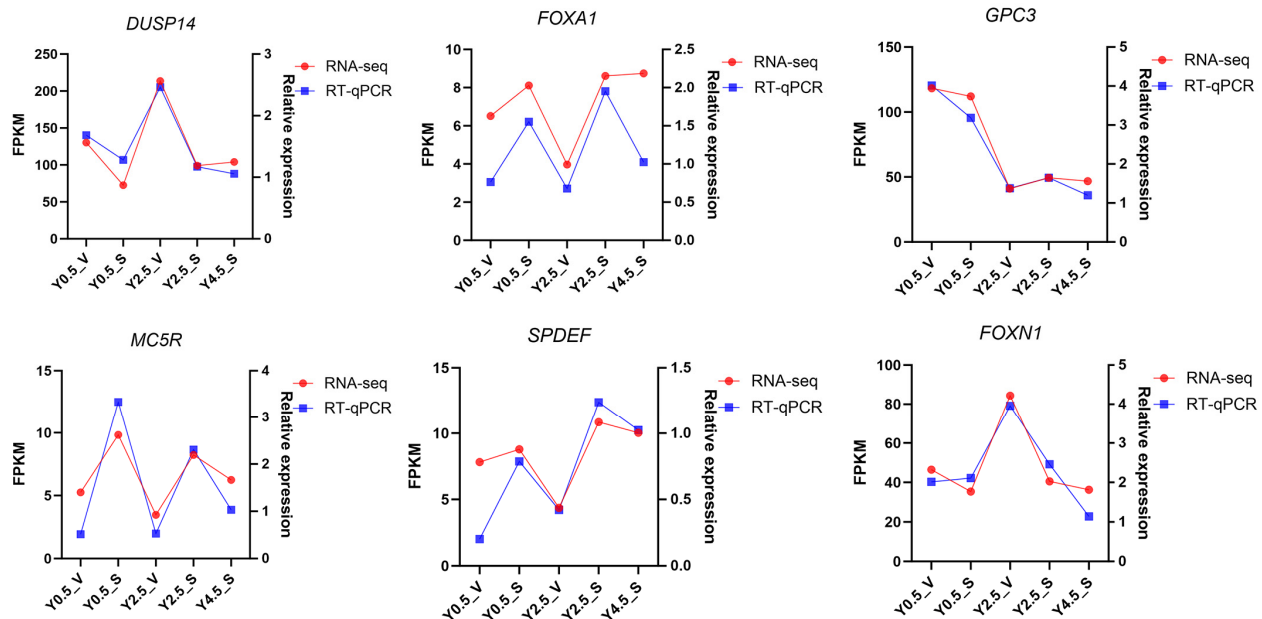 DUSP14
250
200
150
100
50
0
FPKM
3
2
1
0
Relative expression
RNA-seq
RT-qPCR
Y0.5_V
Y0.5_S
Y2.5_V
Y2.5_S
Y4.5_S
FOXA1
10
8
6
4
2
0
FPKM
2.5
2.0
1.5
1.0
0.5
0.0
Relative expression
RNA-seq
RT-qPCR
Y0.5_V
Y0.5_S
Y2.5_V
Y2.5_S
Y4.5_S
GPC3
150
100
50
0
FPKM
5
4
3
2
1
0
Relative expression
RNA-seq
RT-qPCR
Y0.5_V
Y0.5_S
Y2.5_V
Y2.5_S
Y4.5_S
MC5R
15
10
5
0
FPKM
4
3
2
1
0
Relative expression
RNA-seq
RT-qPCR
Y0.5_V
Y0.5_S
Y2.5_V
Y2.5_S
Y4.5_S
SPDEF
15
10
5
0
FPKM
1.5
1.0
0.5
0.0
Relative expression
RNA-seq
RT-qPCR
Y0.5_V
Y0.5_S
Y2.5_V
Y2.5_S
Y4.5_S
FOXN1
100
80
60
40
20
0
FPKM
5
4
3
2
1
0
Relative expression
RNA-seq
RT-qPCR
Y0.5_V
Y0.5_S
Y2.5_V
Y2.5_S
Y4.5_S